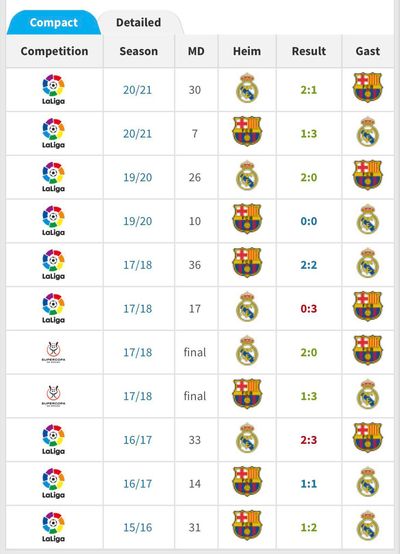 Compact Detailed
Competition Season MD Heim Result Gast
LaLiga 20/21 30 2:1
LaLiga 20/21 7 1:3
LaLiga 19/20 26 2:0
LaLiga 19/20 10 0:0
LaLiga 17/18 36 2:2
LaLiga 17/18 17 0:3
SUPERCOPA 17/18 final 2:0
SUPERCOPA 17/18 final 1:3
LaLiga 16/17 33 2:3
LaLiga 16/17 14 1:1
LaLiga 15/16 31 1:2